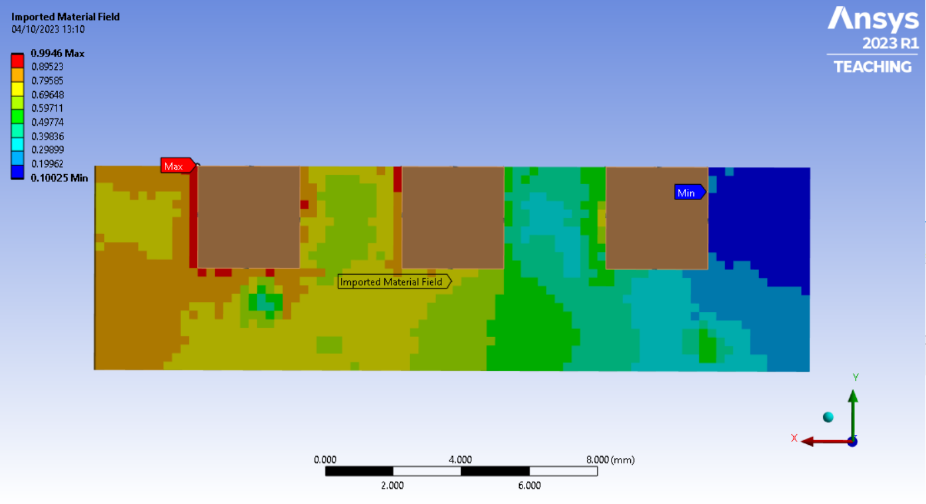 Imported Material Field
04/10/2023 13:10
0.9946 Max
0.89523
0.79585
0.69648
0.59711
0.49774
0.39836
0.29899
0.19962
0.10025 Min
Ansys
2023 R1
TEACHING
Max
Min
Imported Material Field
Y
X
0.000 4.000 8.000 (mm)
2.000 6.000